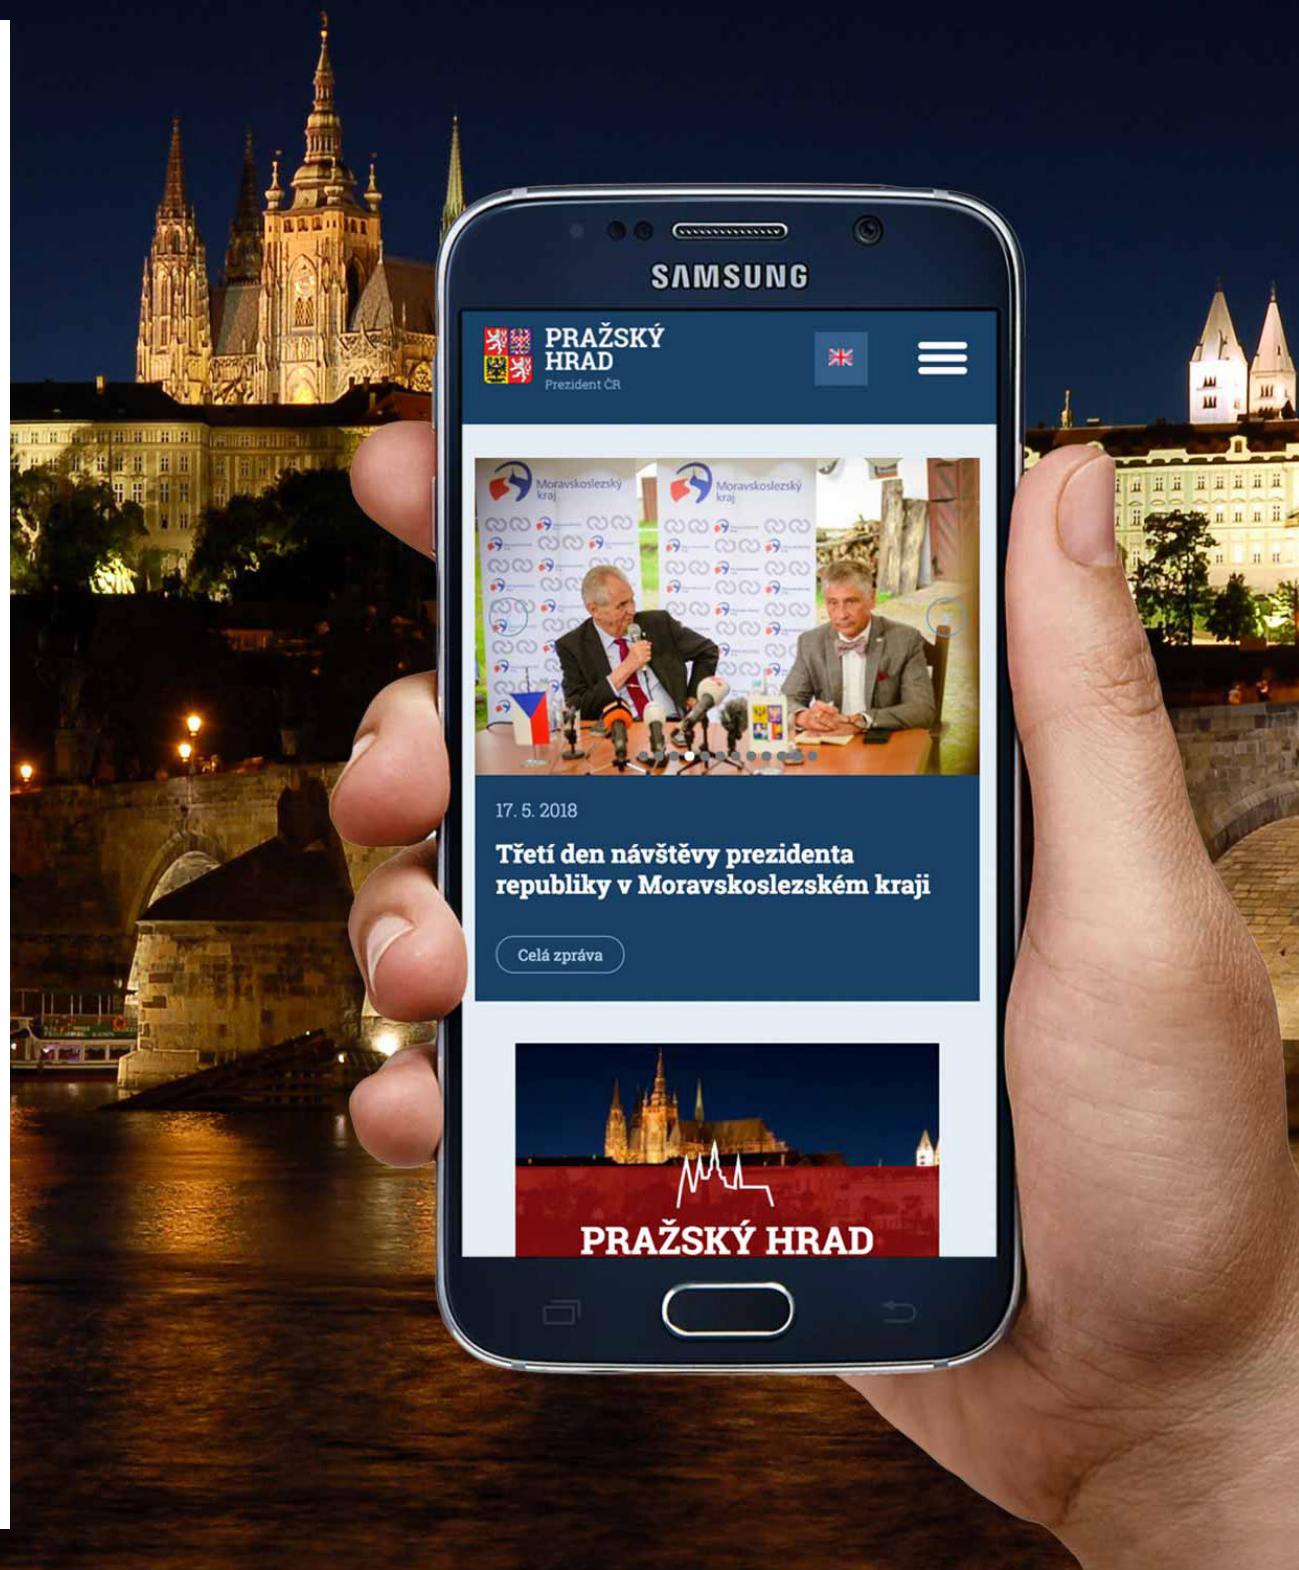 SAMSUNG
PRAŽSKÝ
HRAD
Prezident ČR
Moravskoslezský
kraj
Moravskoslezský
kraj
17. 5. 2018
Třetí den návštěvy prezidenta
republiky v Moravskoslezském kraji
Celá zpráva
PRAŽSKÝ HRAD